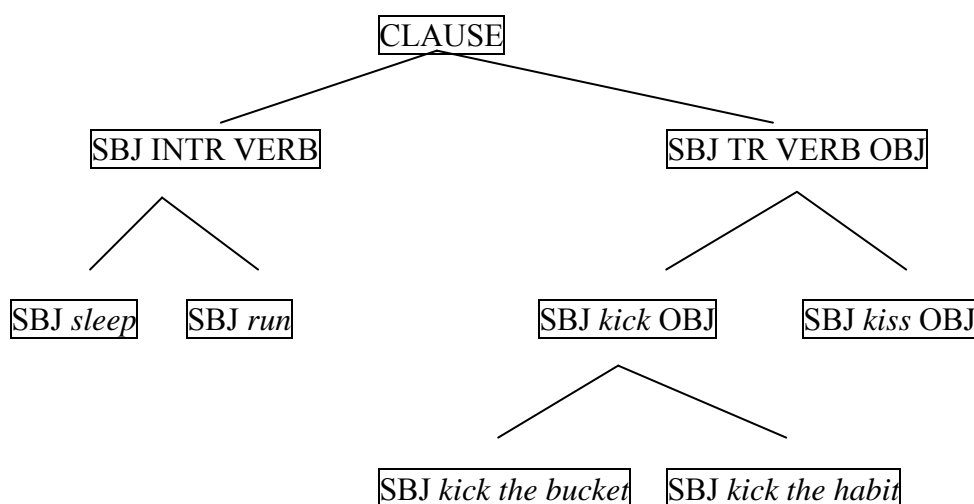 CLAUSE
SBJ INTR VERB SBJ TR VERB OBJ
SBJ sleep SBJ run SBJ kick OBJ SBJ kiss OBJ
SBJ kick the bucket SBJ kick the habit